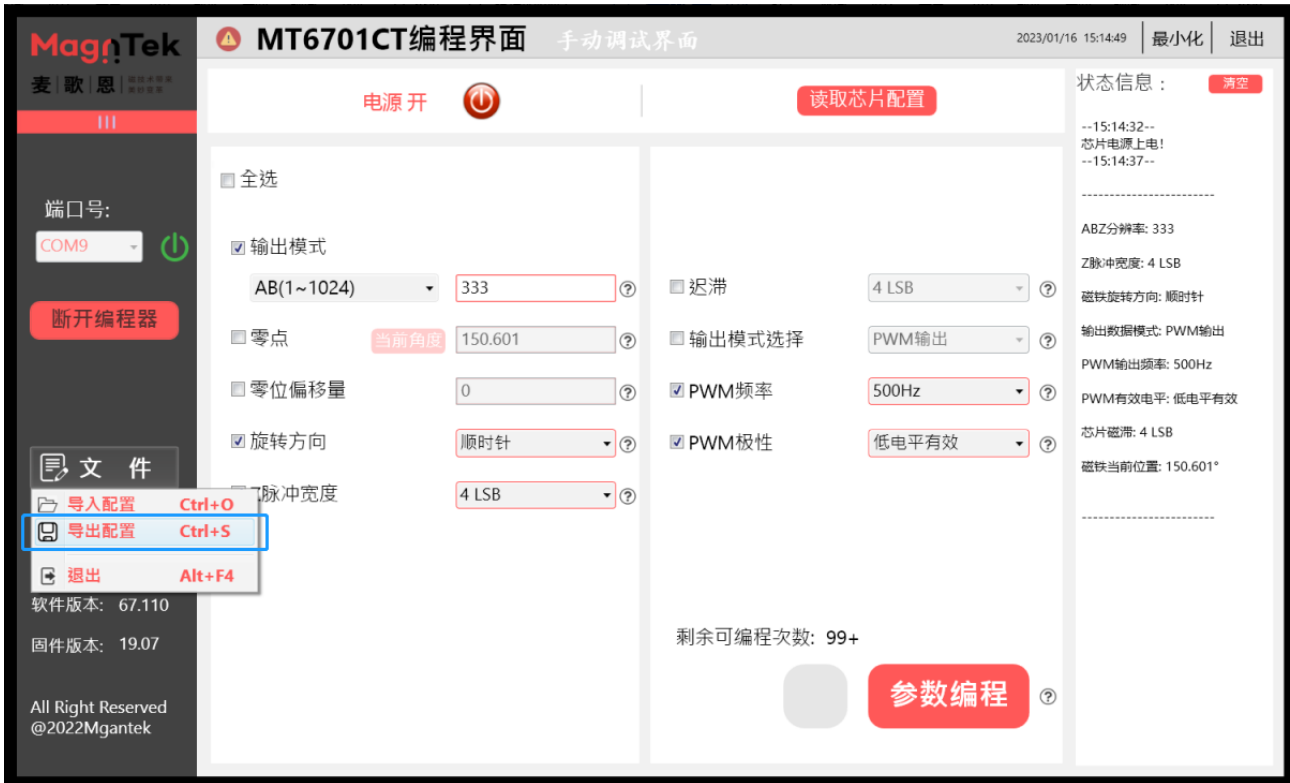 MagnTek
麦歌恩
MT6701CT编程界面
手动调试界面
2023/01/16 15:14:49
最小化
退出
端口号:
COM9
断开编程器
文 件
导入配置 Ctrl+O
导出配置 Ctrl+S
退出 Alt+F4
软件版本: 67.110
固件版本: 19.07
All Right Reserved
@2022Mgantek
电源 开
读取芯片配置
全选
输出模式
AB(1~1024) 333
零点 当前角度 150.601
零位偏移量 0
旋转方向 顺时针
Z脉冲宽度 4 LSB
迟滞 4 LSB
输出模式选择 PWM输出
PWM频率 500Hz
PWM极性 低电平有效
剩余可编程次数: 99+
参数编程
状态信息：
清空
--15:14:32--
芯片电源上电!
--15:14:37--
------------------------
ABZ分辨率: 333
Z脉冲宽度: 4 LSB
磁铁旋转方向: 顺时针
输出数据模式: PWM输出
PWM输出频率: 500Hz
PWM有效电平: 低电平有效
芯片磁滞: 4 LSB
磁铁当前位置: 150.601°
------------------------